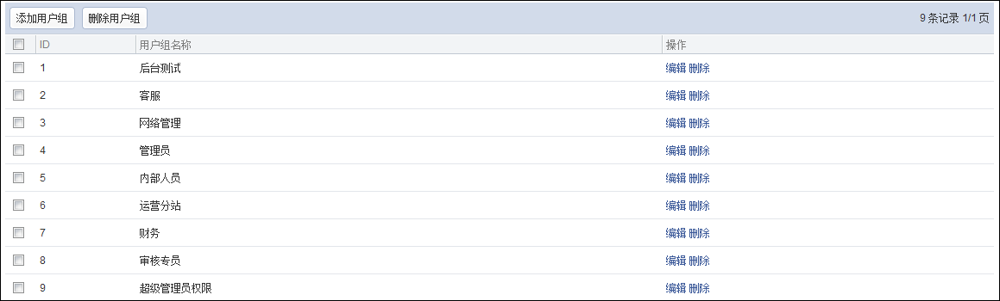 添加用户组 删除用户组 9 条记录 1/1 页
ID 用户组名称 操作
1 后台测试 编辑 删除
2 客服 编辑 删除
3 网络管理 编辑 删除
4 管理员 编辑 删除
5 内部人员 编辑 删除
6 运营分站 编辑 删除
7 财务 编辑 删除
8 审核专员 编辑 删除
9 超级管理员权限 编辑 删除